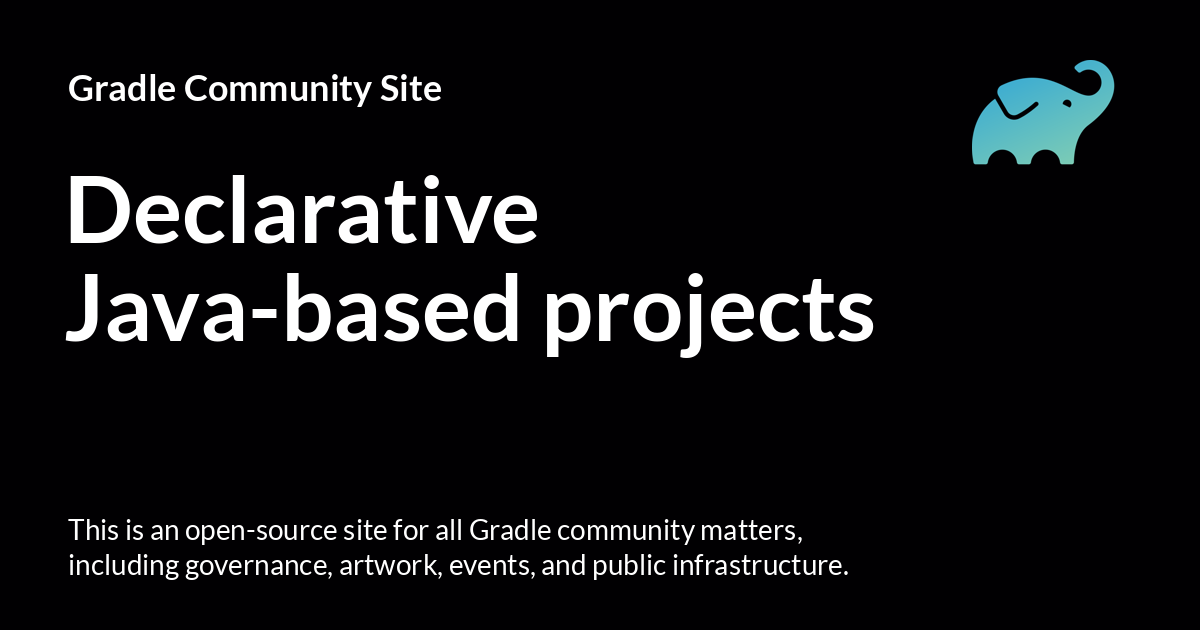 Gradle Community Site
Declarative
Java-based projects
This is an open-source site for all Gradle community matters,
including governance, artwork, events, and public infrastructure.